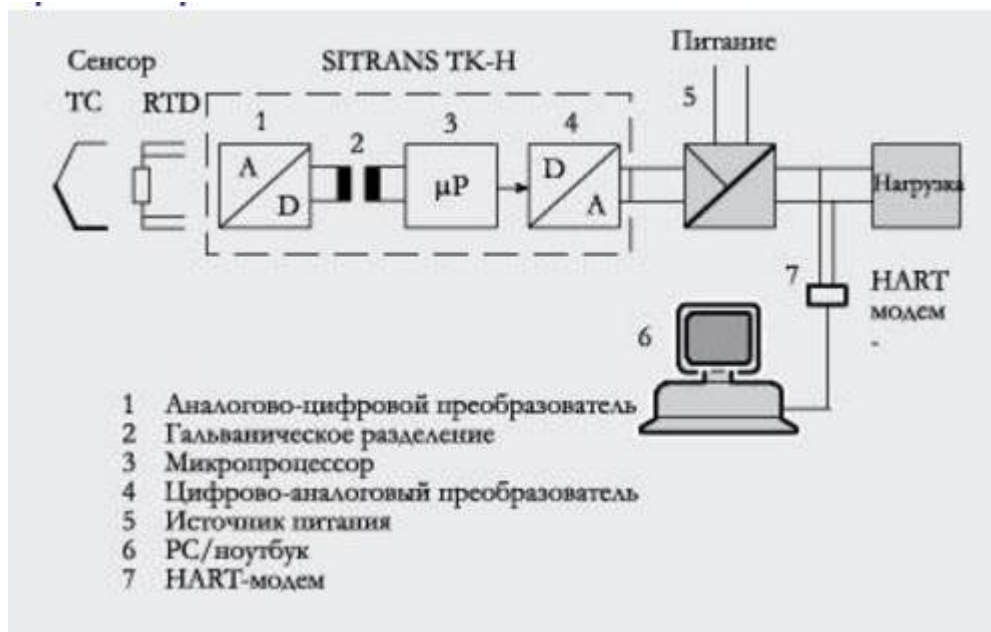 Сенсор
SITRANS TK-H
Питание
TC
RTD
1
2
3
4
5
A
D
µP
D
A
Нагрузка
7
HART
модем
-
6
1 Аналогово-цифровой преобразователь
2 Гальваническое разделение
3 Микропроцессор
4 Цифрово-аналоговый преобразователь
5 Источник питания
6 PC/ноутбук
7 HART-модем